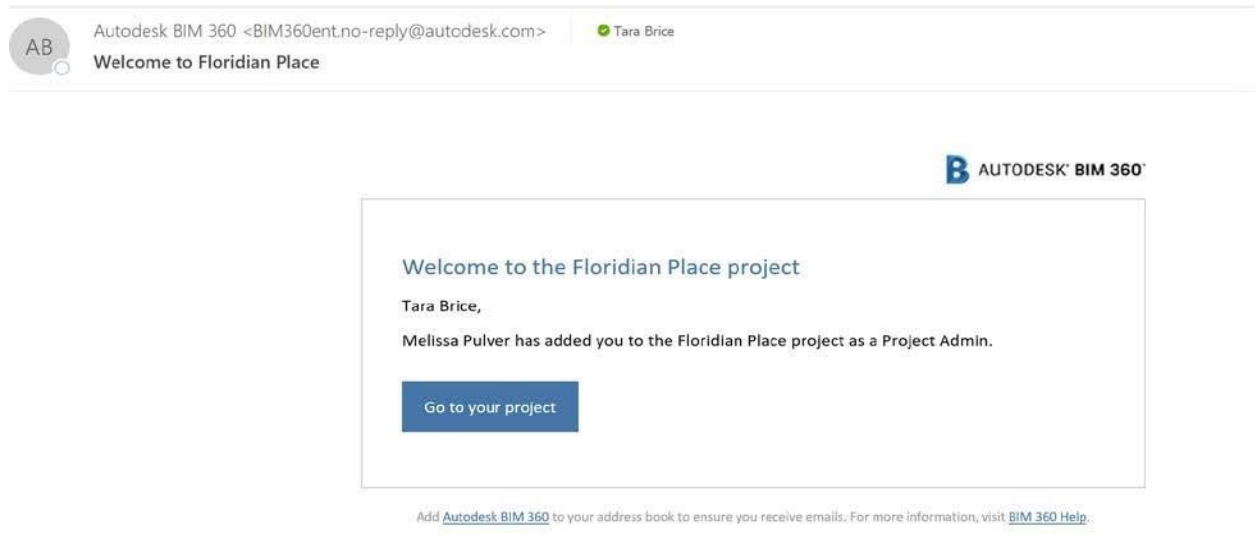 AB
Autodesk BIM 360 <BIM360ent.no-reply@autodesk.com> Tara Brice
Welcome to Floridian Place
B AUTODESK® BIM 360®
Welcome to the Floridian Place project
Tara Brice,
Melissa Pulver has added you to the Floridian Place project as a Project Admin.
Go to your project
Add Autodesk BIM 360 to your address book to ensure you receive emails. For more information, visit BIM 360 Help.